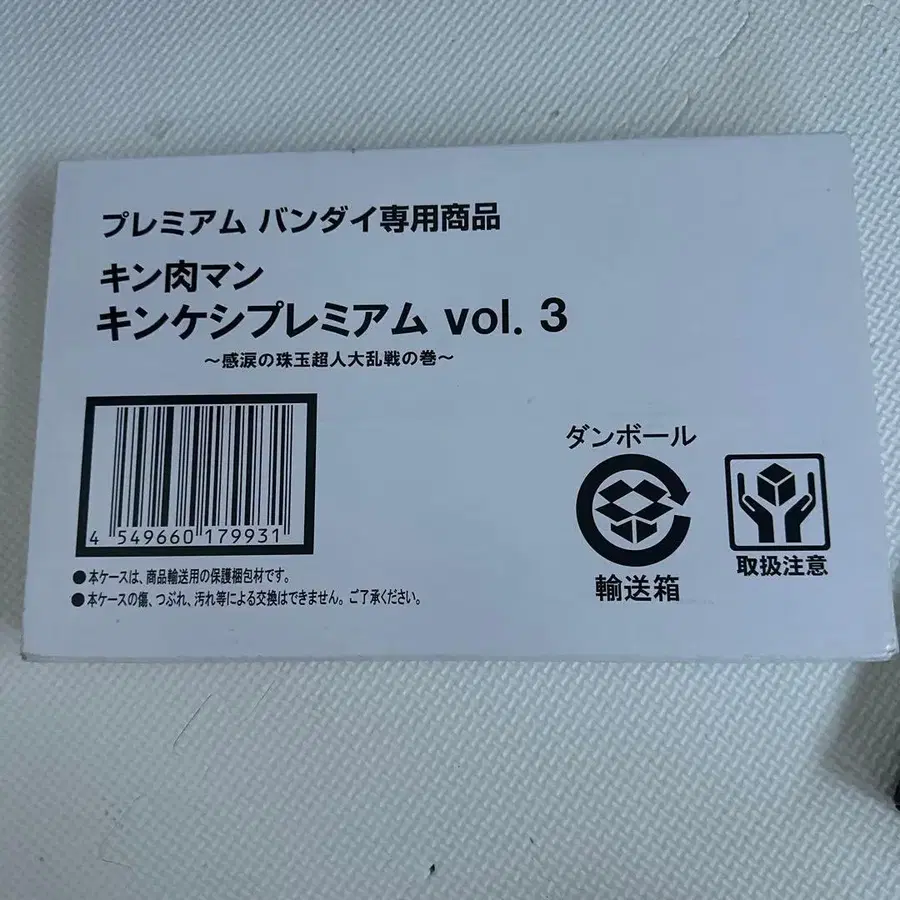 プレミアム バンダイ専用商品
キン肉マン
キンケシプレミアム vol. 3
～感涙の珠玉超人大乱戦の巻～
4 549660 179931
ダンボール
輸送箱
取扱注意
●本ケースは、商品輸送用の保護梱包材です。
●本ケースの傷、つぶれ、汚れ等による交換はできません。ご了承ください。